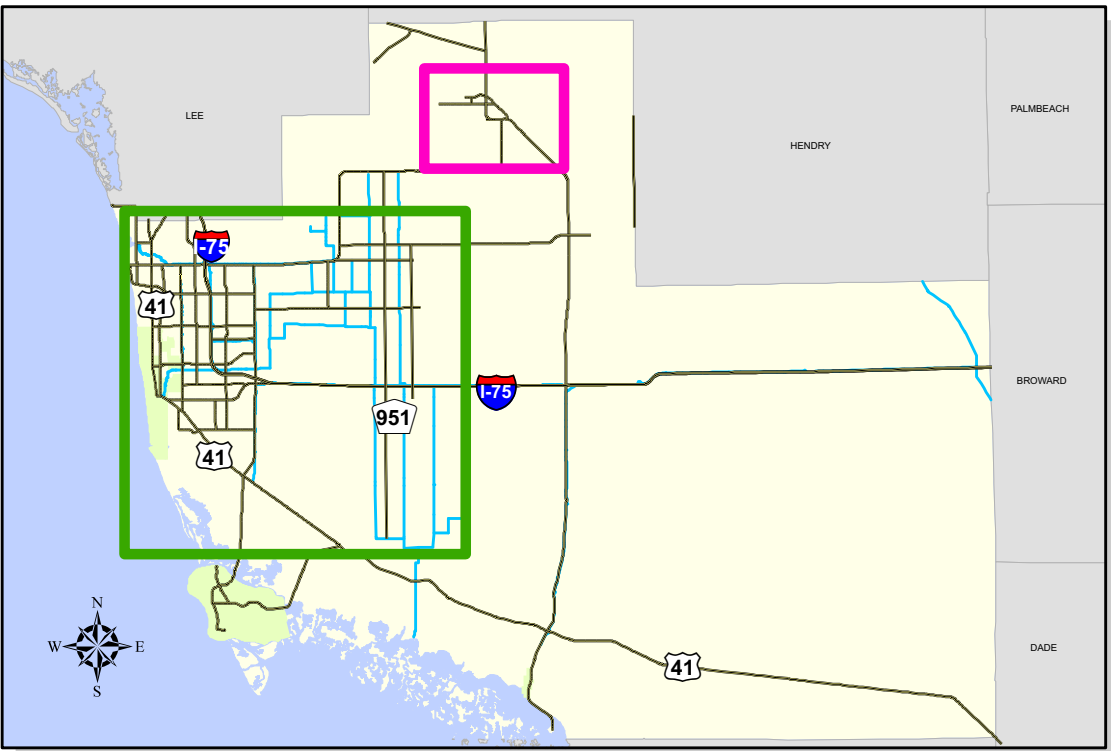 LEE
PALMBEACH
HENDRY
I-75
41
BROWARD
I-75
951
41
N
W
E
S
DADE
41